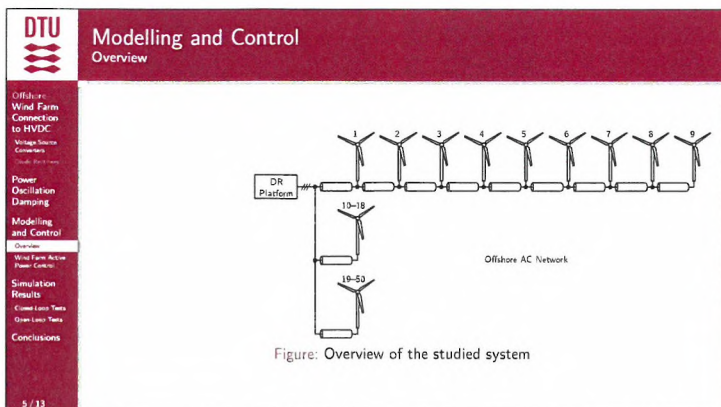 DTU
Modelling and Control
Overview
Offshore
Wind Farm
Connection
to HVDC
Voltage Source
Converters
Diode Rectifiers
Power
Oscillation
Damping
Modelling
and Control
Overview
Wind Farm Active
Power Control
Simulation
Results
Closed-Loop Tests
Open-Loop Tests
Conclusions
5 / 13
1 2 3 4 5 6 7 8 9
DR
Platform
10–18
Offshore AC Network
19–50
Figure: Overview of the studied system